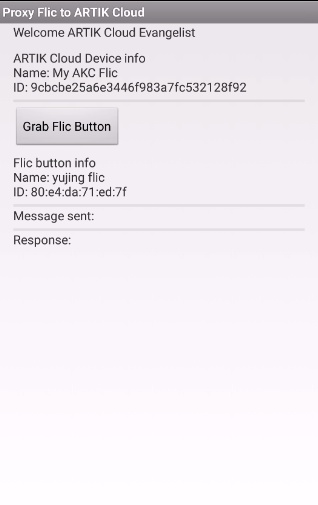 Proxy Flic to ARTIK Cloud
Welcome ARTIK Cloud Evangelist
ARTIK Cloud Device info
Name: My AKC Flic
ID: 9cbcbe25a6e3446f983a7fc532128f92
Grab Flic Button
Flic button info
Name: yujing flic
ID: 80:e4:da:71:ed:7f
Message sent:
Response: